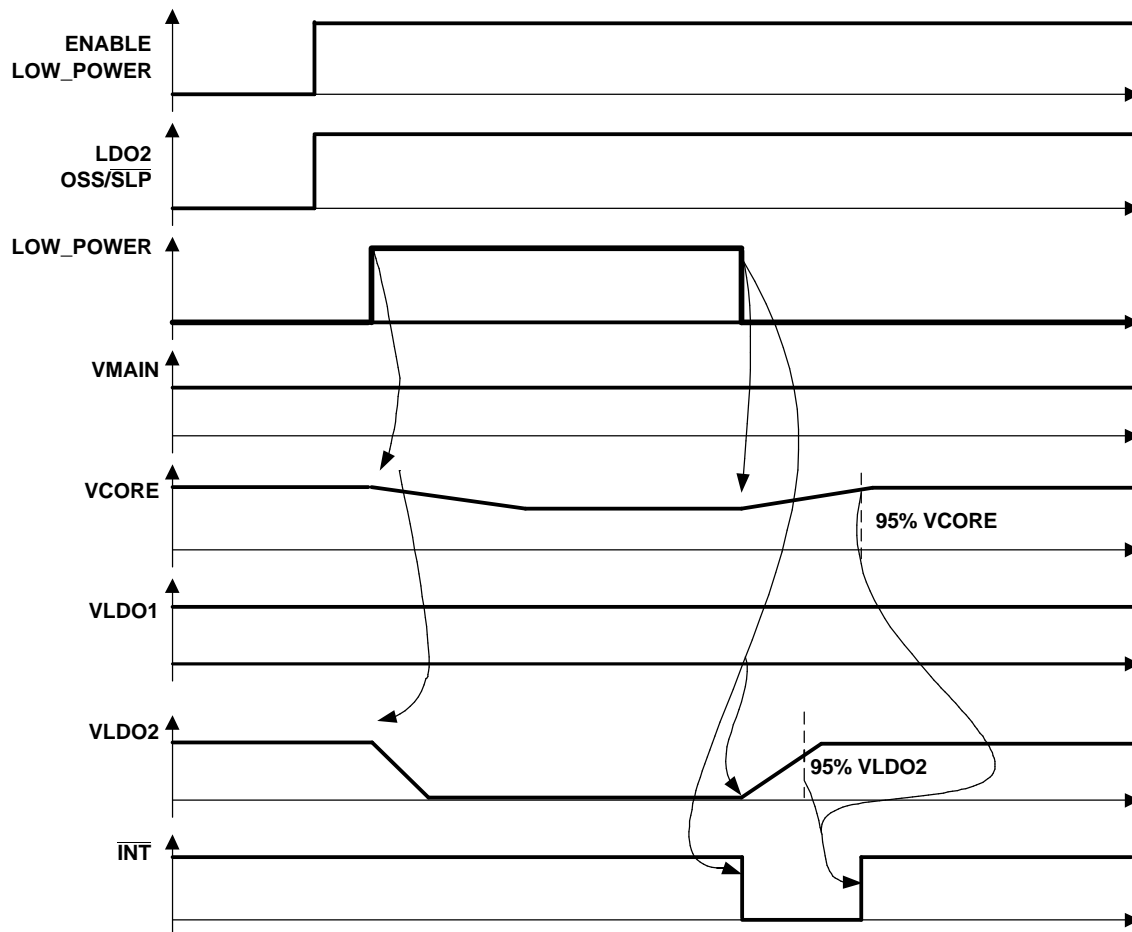 ENABLE
LOW_POWER
LDO2
OSS/SLP
LOW_POWER
VMAIN
VCORE
95% VCORE
VLDO1
VLDO2
95% VLDO2
INT